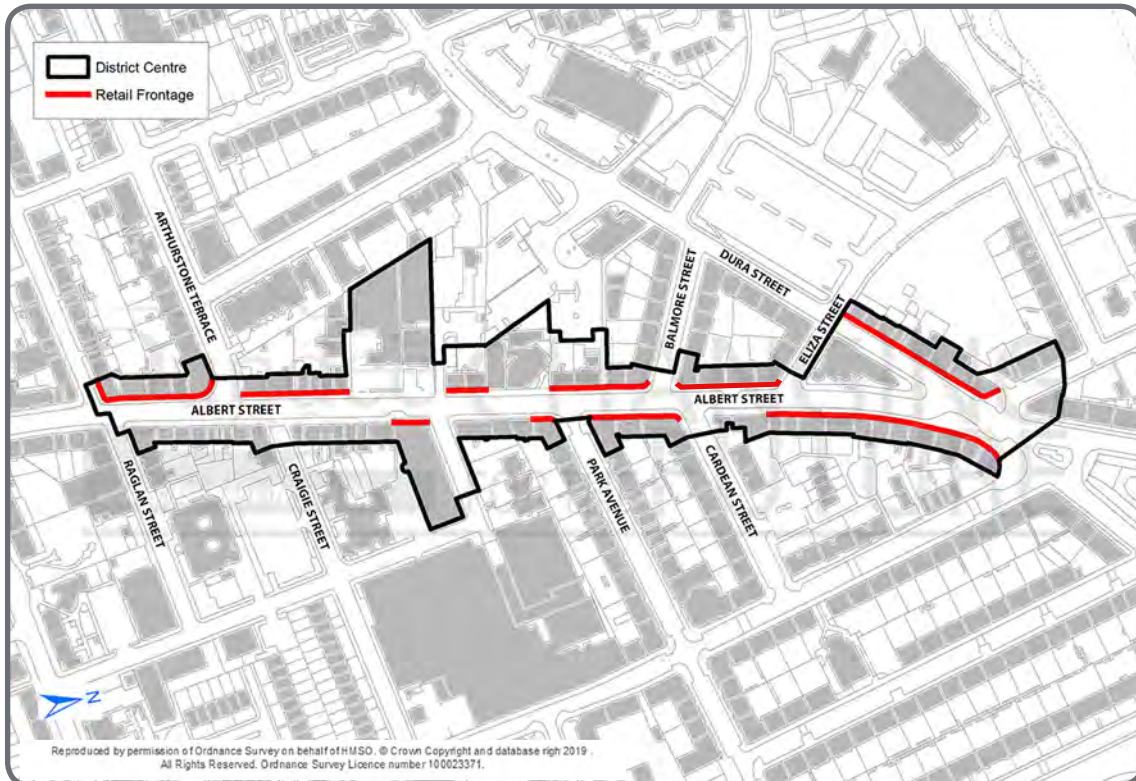 District Centre
Retail Frontage
ARTHURSTONE TERRACE
BALMORE STREET
DURA STREET
ELIZA STREET
ALBERT STREET
ALBERT STREET
RAGLAN STREET
CRAIGIE STREET
PARK AVENUE
CARDEAN STREET
N
Reproduced by permission of Ordnance Survey on behalf of HMSO. © Crown Copyright and database righ 2019 .
All Rights Reserved. Ordnance Survey Licence number 100023371.